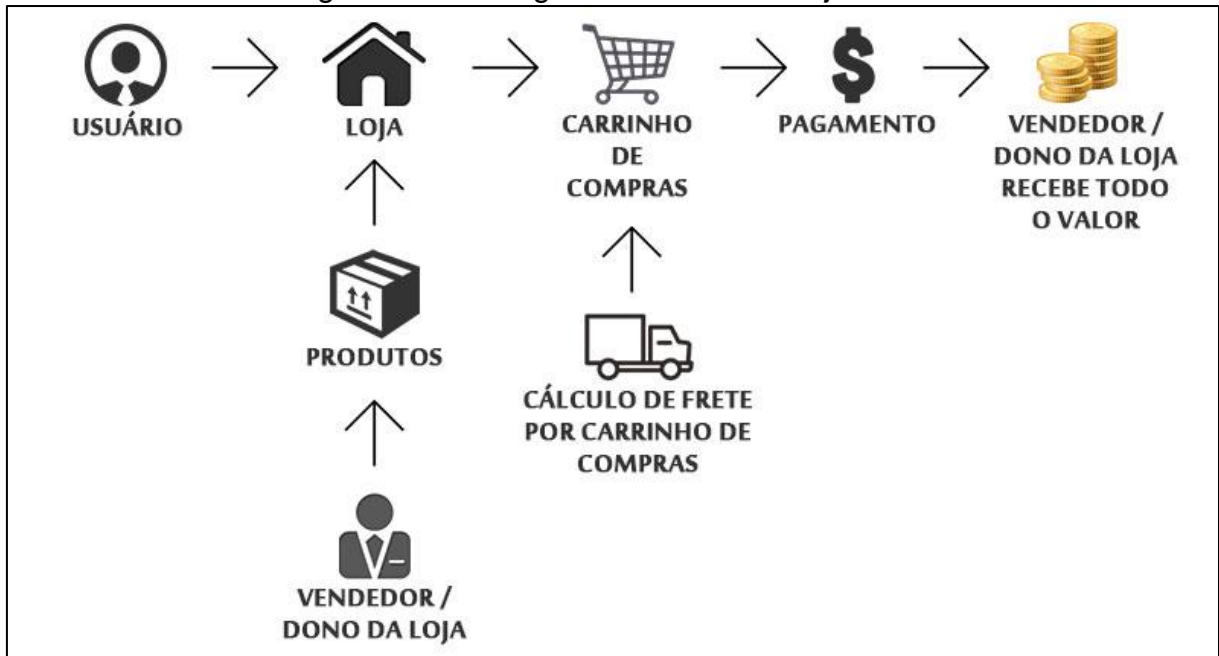 USUÁRIO
LOJA
CARRINHO
DE
COMPRAS
PAGAMENTO
VENDEDOR /
DONO DA LOJA
RECEBE TODO
O VALOR
PRODUTOS
CÁLCULO DE FRETE
POR CARRINHO DE
COMPRAS
VENDEDOR /
DONO DA LOJA